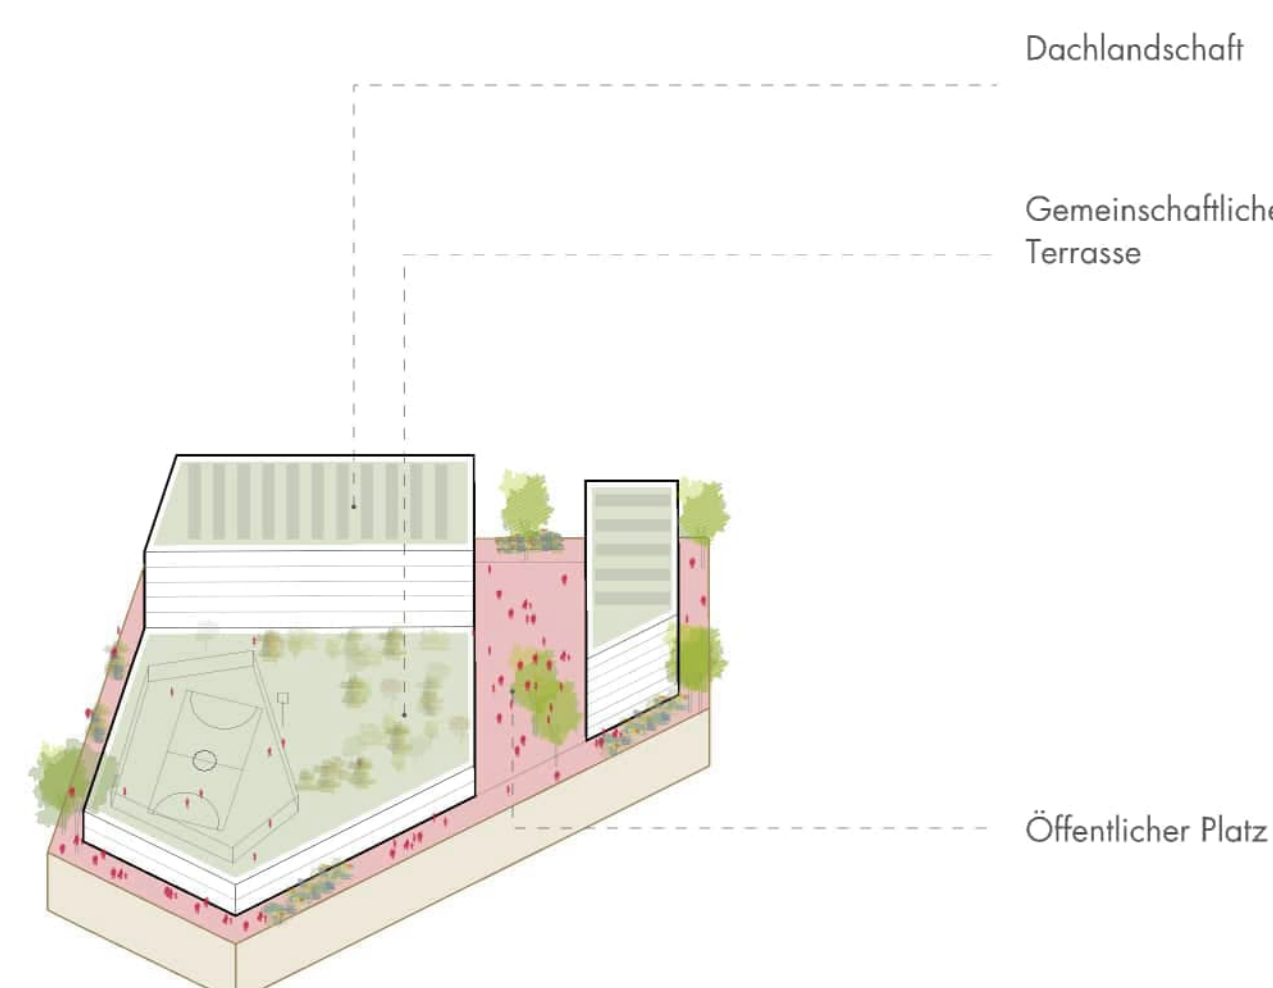 Dachlandschaft
Gemeinschaftliche
Terrasse
Öffentlicher Platz